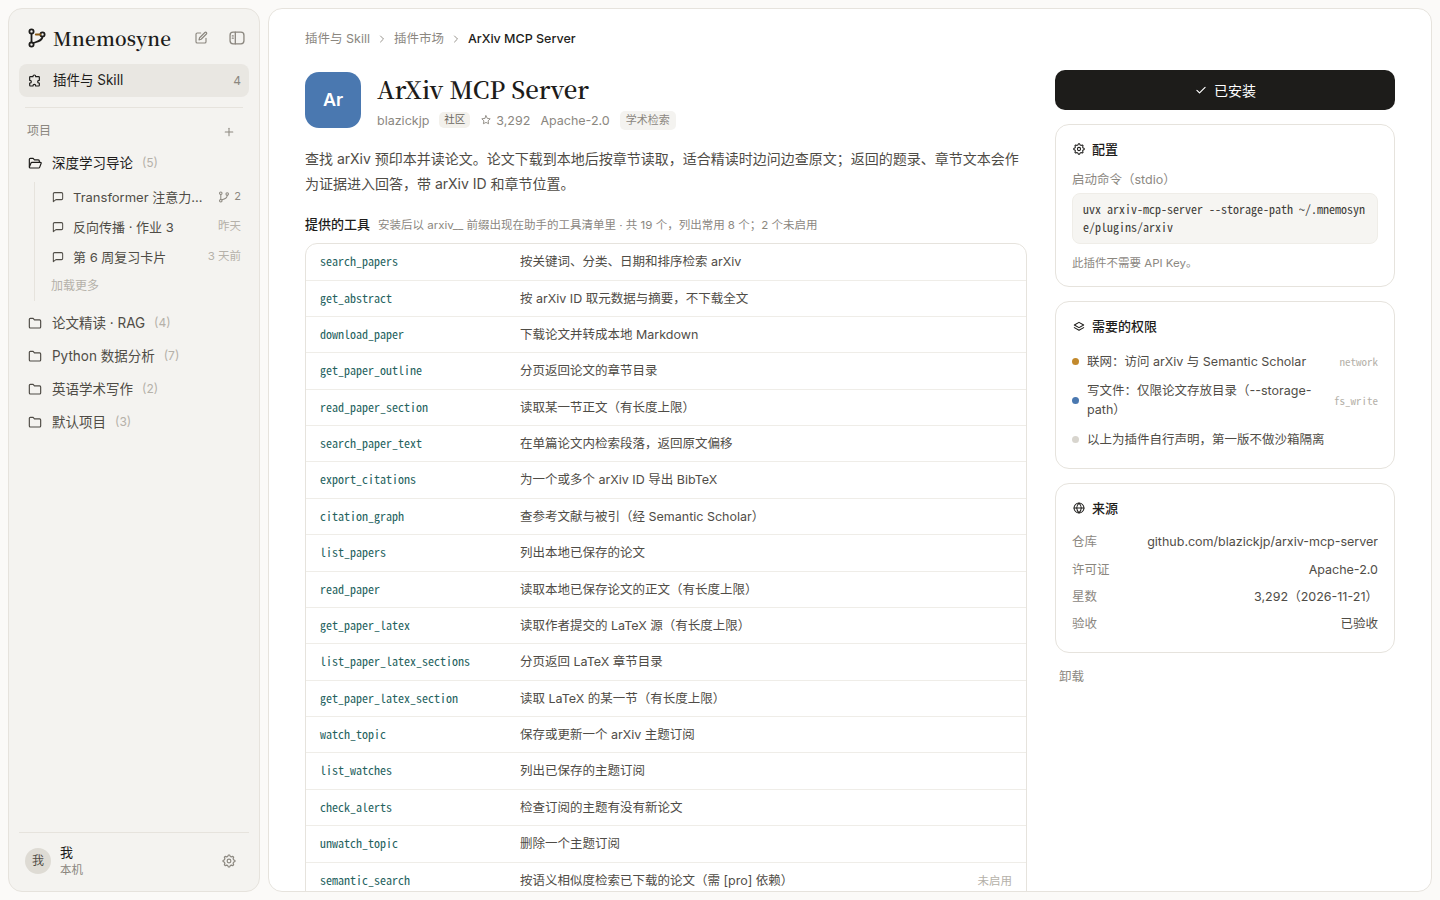 Mnemosyne
插件与 Skill 4
项目
深度学习导论 (5)
Transformer 注意力... 2
反向传播 · 作业 3 昨天
第 6 周复习卡片 3 天前
加载更多
论文精读 · RAG (4)
Python 数据分析 (7)
英语学术写作 (2)
默认项目 (3)
我
我
本机
插件与 Skill > 插件市场 > ArXiv MCP Server
Ar
ArXiv MCP Server
blazickjp 社区 3,292 Apache-2.0 学术检索
查找 arXiv 预印本并读论文。论文下载到本地后按章节读取，适合精读时边问边查原文；返回的题录、章节文本会作
为证据进入回答，带 arXiv ID 和章节位置。
提供的工具 安装后以 arxiv__ 前缀出现在助手的工具清单里 · 共 19 个，列出常用 8 个；2 个未启用
search_papers 按关键词、分类、日期和排序检索 arXiv
get_abstract 按 arXiv ID 取元数据与摘要，不下载全文
download_paper 下载论文并转成本地 Markdown
get_paper_outline 分页返回论文的章节目录
read_paper_section 读取某一节正文（有长度上限）
search_paper_text 在单篇论文内检索段落，返回原文偏移
export_citations 为一个或多个 arXiv ID 导出 BibTeX
citation_graph 查参考文献与被引（经 Semantic Scholar）
list_papers 列出本地已保存的论文
read_paper 读取本地已保存论文的正文（有长度上限）
get_paper_latex 读取作者提交的 LaTeX 源（有长度上限）
list_paper_latex_sections 分页返回 LaTeX 章节目录
get_paper_latex_section 读取 LaTeX 的某一节（有长度上限）
watch_topic 保存或更新一个 arXiv 主题订阅
list_watches 列出已保存的主题订阅
check_alerts 检查订阅的主题有没有新论文
unwatch_topic 删除一个主题订阅
semantic_search 按语义相似度检索已下载的论文（需 [pro] 依赖） 未启用
已安装
配置
启动命令（stdio）
uvx arxiv-mcp-server --storage-path ~/.mnemosyn
e/plugins/arxiv
此插件不需要 API Key。
需要的权限
联网：访问 arXiv 与 Semantic Scholar network
写文件：仅限论文存放目录（--storage-
path） fs_write
以上为插件自行声明，第一版不做沙箱隔离
来源
仓库 github.com/blazickjp/arxiv-mcp-server
许可证 Apache-2.0
星数 3,292（2026-11-21）
验收 已验收
卸载